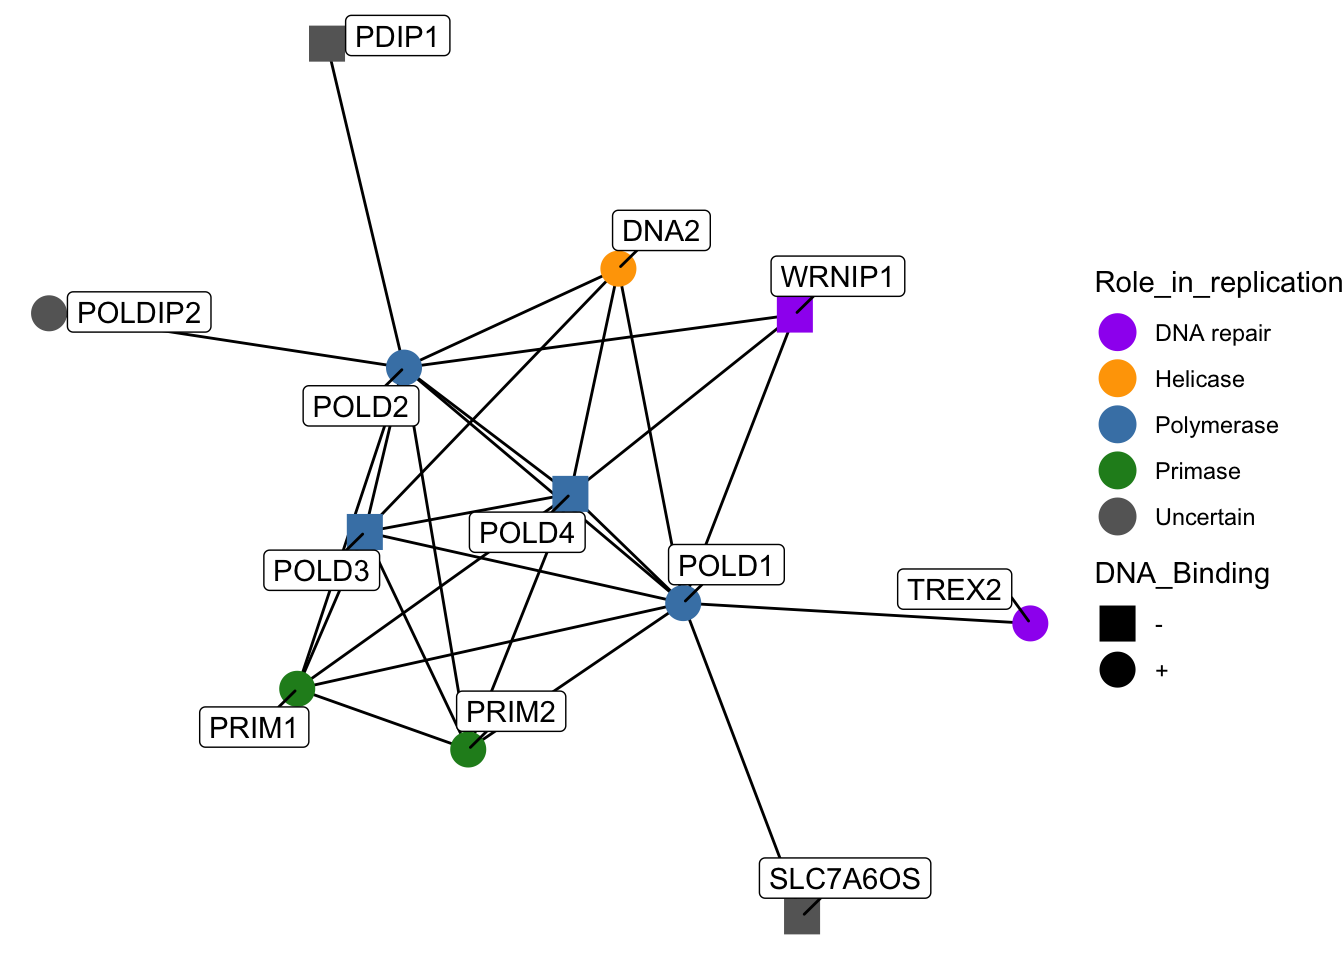 PDIP1
DNA2
WRNIP1
POLDIP2
POLD2
POLD4
POLD3
POLD1
TREX2
PRIM1
PRIM2
SLC7A6OS
Role_in_replication
DNA repair
Helicase
Polymerase
Primase
Uncertain
DNA_Binding
-
+